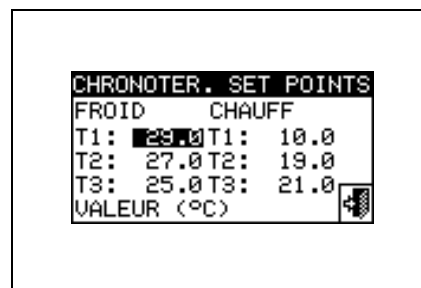 CHRONOTER. SET POINTS
FROID CHAUFF
T1: 29.0 T1: 10.0
T2: 27.0 T2: 19.0
T3: 25.0 T3: 21.0
VALEUR (°C)